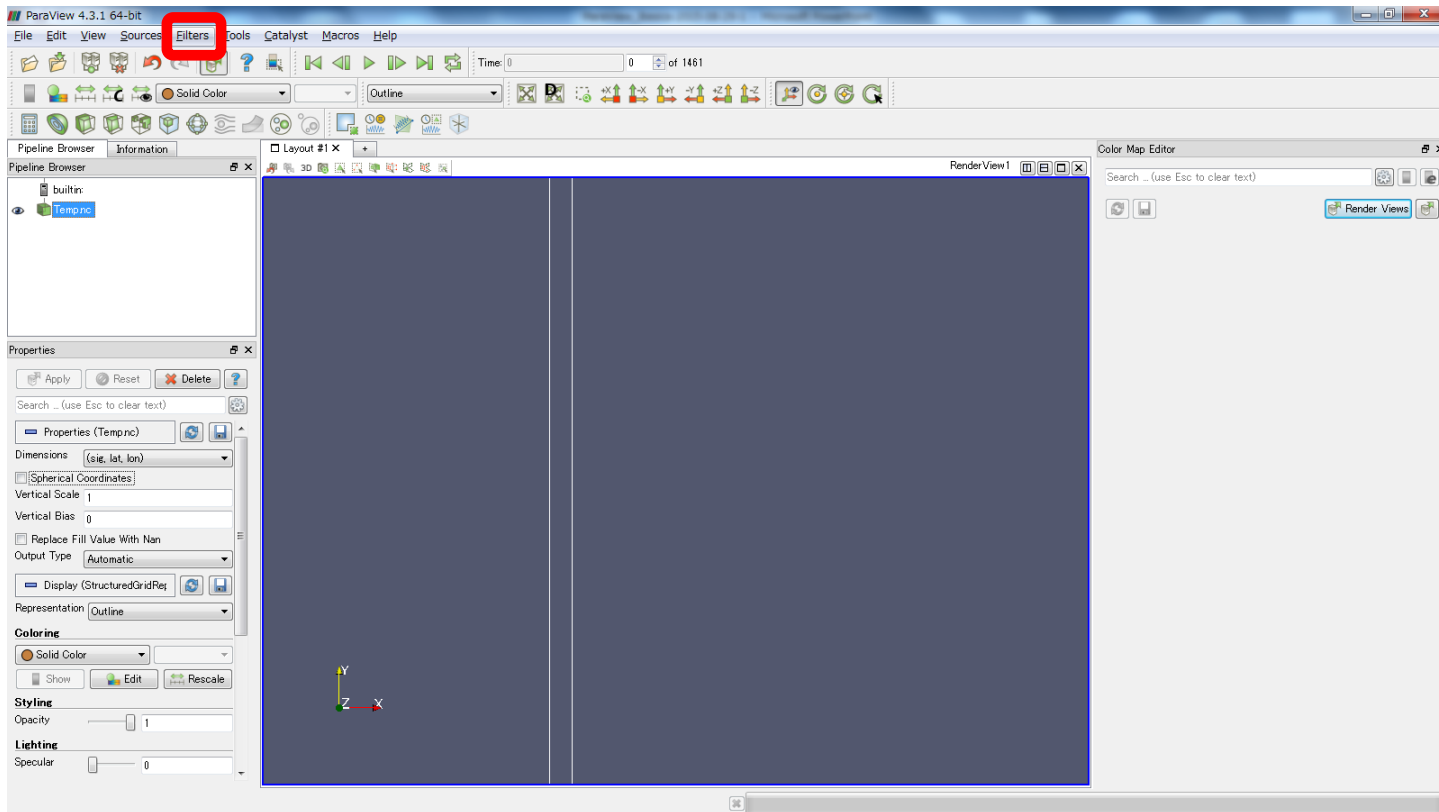 ParaView 4.3.1 64-bit
File Edit View Sources Filters Tools Catalyst Macros Help
Time: 0 0 of 1461
Solid Color Outline
Pipeline Browser Information Layout #1 × + Color Map Editor
Pipeline Browser 3D RenderView1
builtin: Search ... (use Esc to clear text)
Temp.nc Render Views
Properties
Apply Reset Delete
Search ... (use Esc to clear text)
Properties (Temp.nc)
Dimensions (sig, lat, lon)
Spherical Coordinates
Vertical Scale 1
Vertical Bias 0
Replace Fill Value With Nan
Output Type Automatic
Display (StructuredGridRep
Representation Outline
Coloring
Solid Color
Show Edit Rescale
Styling
Opacity 1
Lighting
Specular 0
Y
Z X